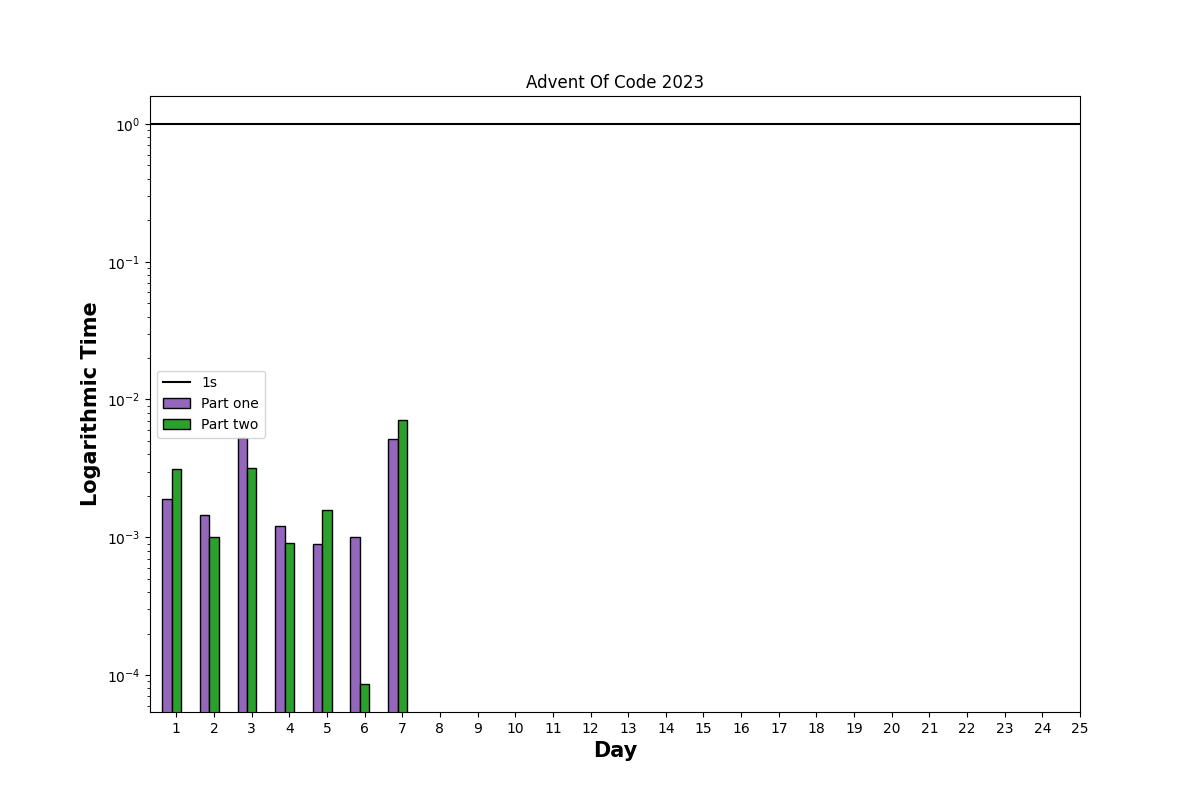 Advent Of Code 2023
10⁰
10⁻¹
10⁻²
10⁻³
10⁻⁴
Logarithmic Time
1s
Part one
Part two
1 2 3 4 5 6 7 8 9 10 11 12 13 14 15 16 17 18 19 20 21 22 23 24 25
Day